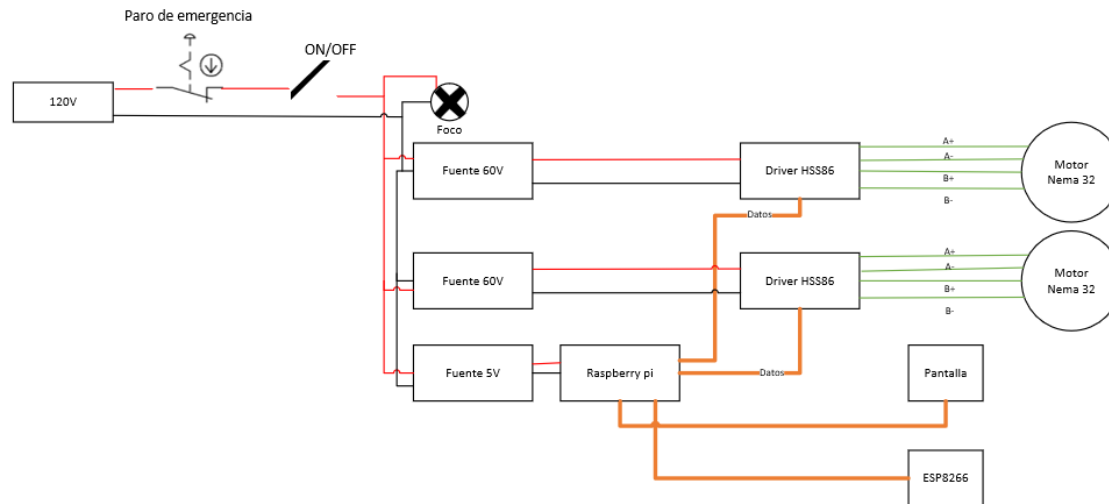 Paro de emergencia
ON/OFF
120V
Foco
Fuente 60V
Driver HSS86
A+
A-
B+
B-
Motor
Nema 32
Datos
Fuente 60V
Driver HSS86
A+
A-
B+
B-
Motor
Nema 32
Fuente 5V
Raspberry pi
Datos
Pantalla
ESP8266